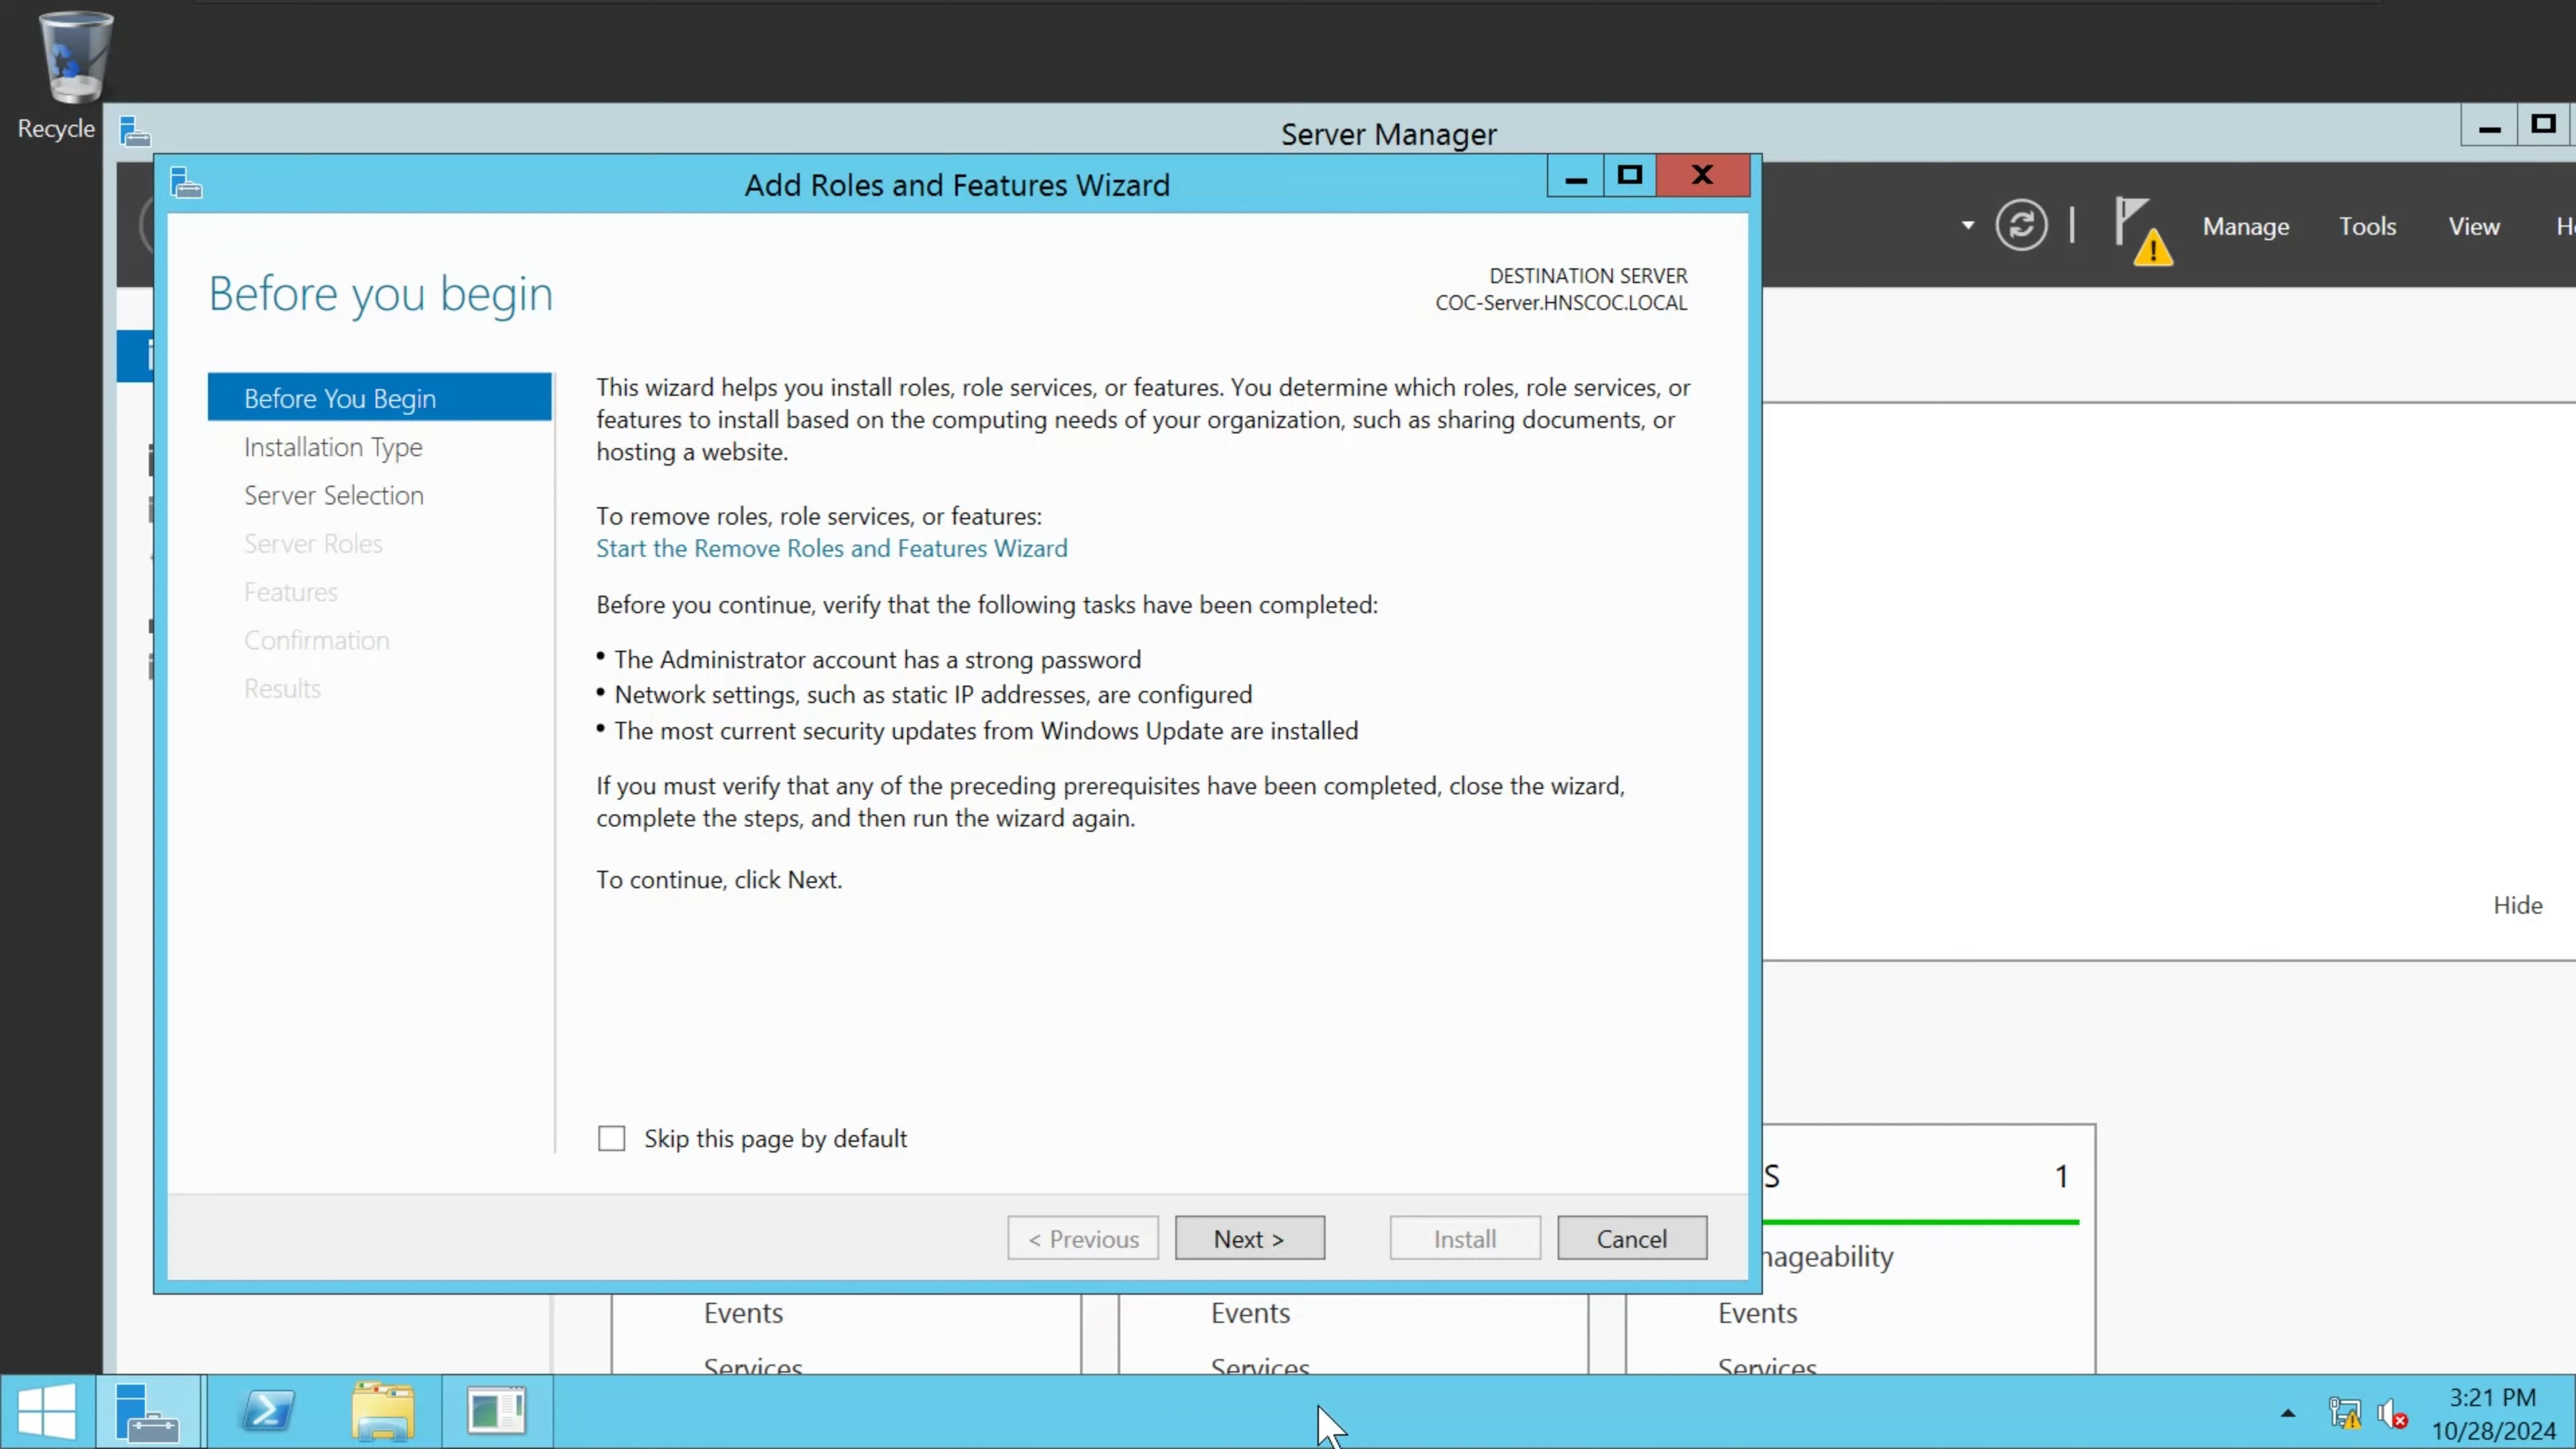 Recycle
Server Manager
Add Roles and Features Wizard
Manage Tools View
Before you begin
DESTINATION SERVER
COC-Server.HNSCOC.LOCAL
Before You Begin
Installation Type
Server Selection
Server Roles
Features
Confirmation
Results
This wizard helps you install roles, role services, or features. You determine which roles, role services, or
features to install based on the computing needs of your organization, such as sharing documents, or
hosting a website.
To remove roles, role services, or features:
Start the Remove Roles and Features Wizard
Before you continue, verify that the following tasks have been completed:
• The Administrator account has a strong password
• Network settings, such as static IP addresses, are configured
• The most current security updates from Windows Update are installed
If you must verify that any of the preceding prerequisites have been completed, close the wizard,
complete the steps, and then run the wizard again.
To continue, click Next.
Hide
Skip this page by default
S 1
< Previous Next > Install Cancel
nageability
Events Events Events
Services Services Services
3:21 PM
10/28/2024